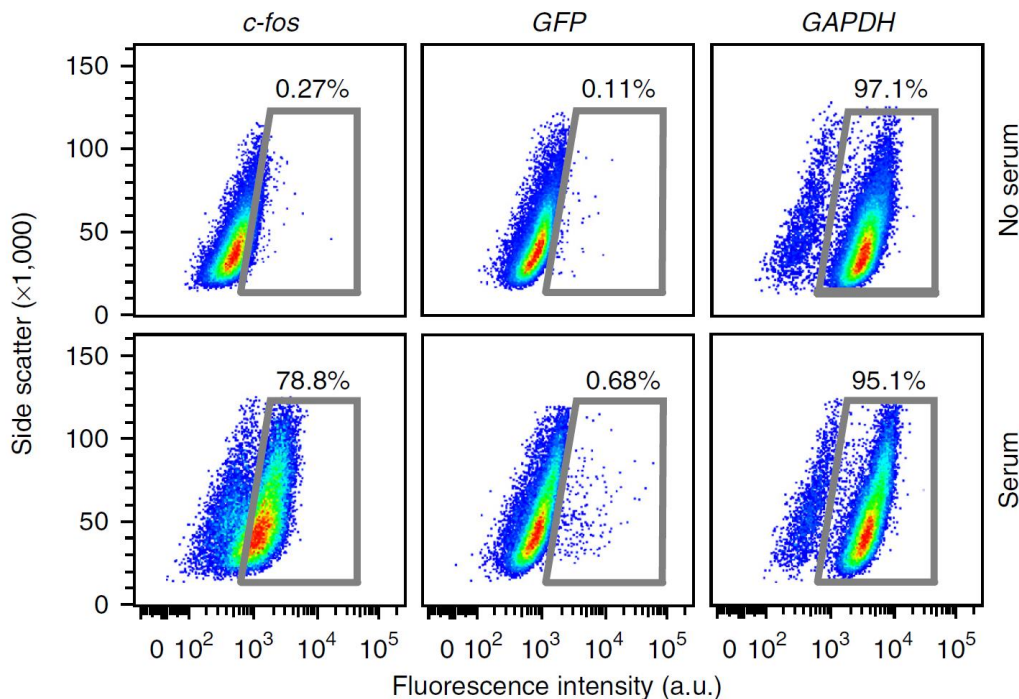 c-fos GFP GAPDH
0.27% 0.11% 97.1%
150
100
50
0
No serum
78.8% 0.68% 95.1%
150
100
50
0
Serum
Side scatter (×1,000)
0 10² 10³ 10⁴ 10⁵ 0 10² 10³ 10⁴ 10⁵ 0 10² 10³ 10⁴ 10⁵
Fluorescence intensity (a.u.)